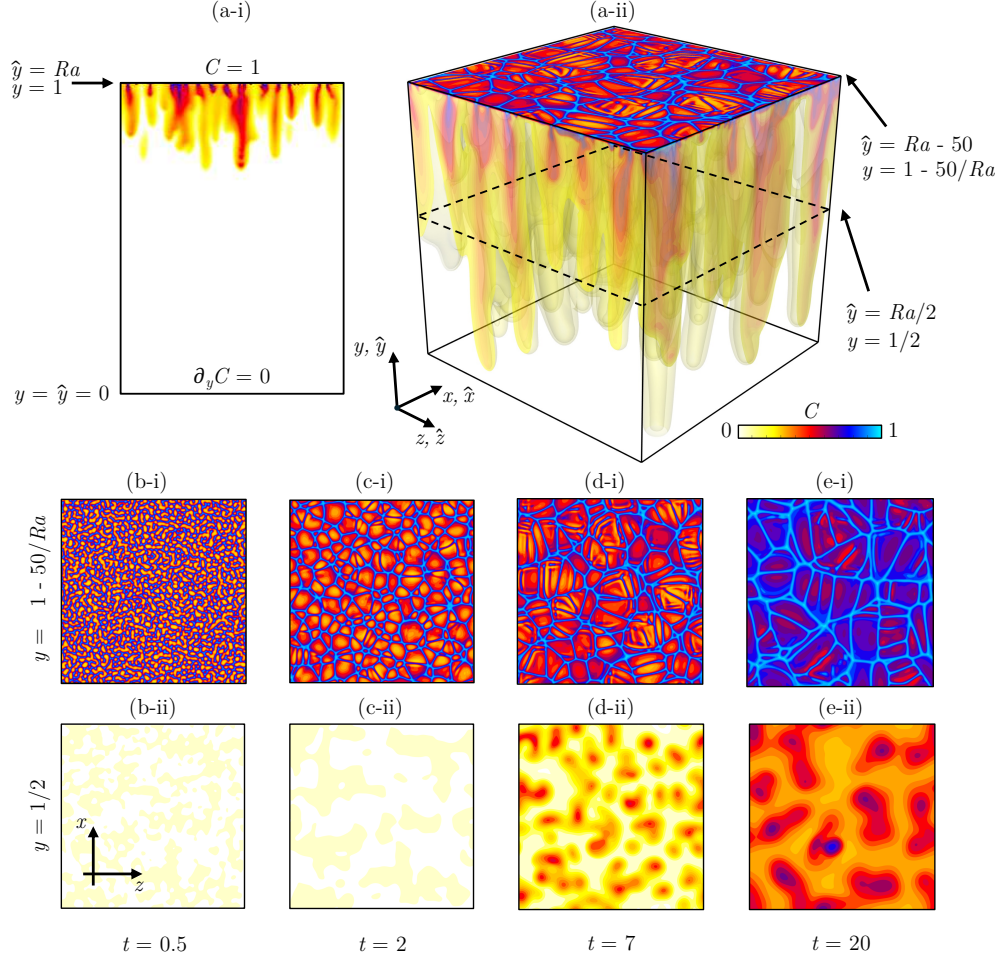 (a-i)
(a-ii)
ŷ = Ra
y = 1
C = 1
ŷ = Ra - 50
y = 1 - 50/Ra
ŷ = Ra/2
y = 1/2
∂yC = 0
y = ŷ = 0
y, ŷ
x, x̂
z, ẑ
C
0
1
(b-i)
(c-i)
(d-i)
(e-i)
y = 1 - 50/Ra
(b-ii)
(c-ii)
(d-ii)
(e-ii)
y = 1/2
x
z
t = 0.5
t = 2
t = 7
t = 20